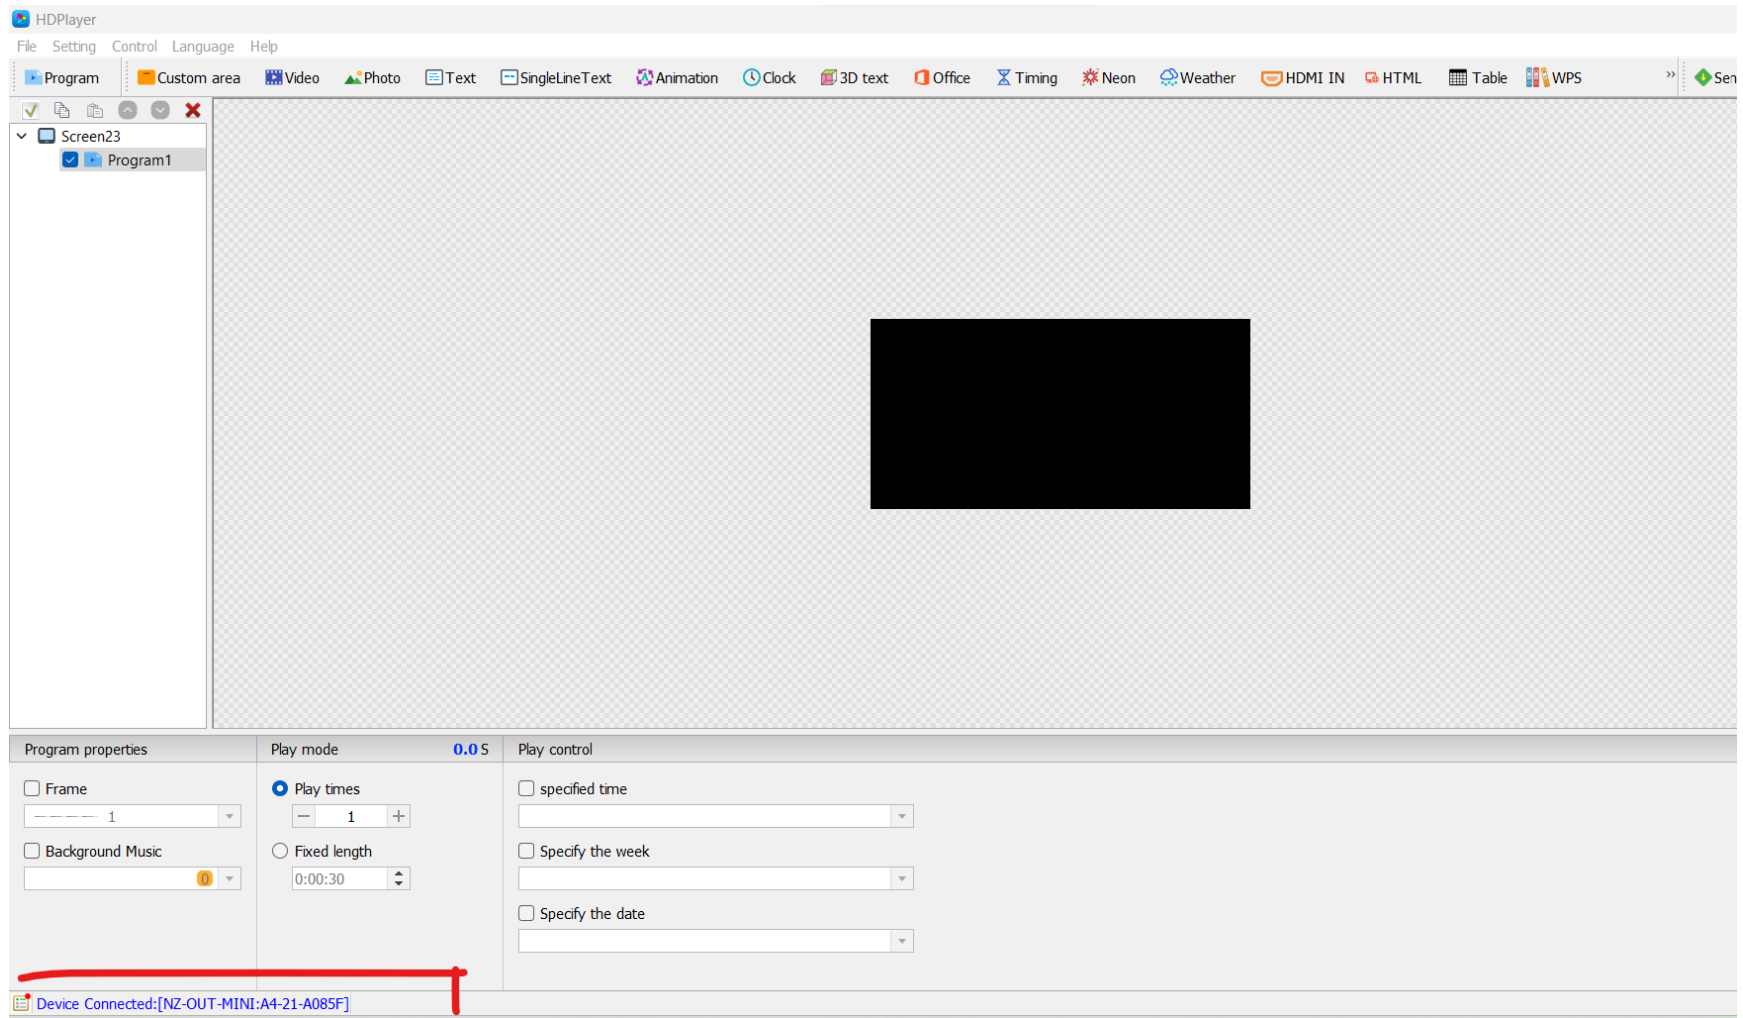 HDPlayer
File Setting Control Language Help
Program Custom area Video Photo Text SingleLineText Animation Clock 3D text Office Timing Neon Weather HDMI IN HTML Table WPS » Sen
Screen23
Program1
Program properties Play mode 0.0 S Play control
Frame Play times specified time
1 1
Background Music Fixed length Specify the week
0 0:00:30
Specify the date
Device Connected:[NZ-OUT-MINI:A4-21-A085F]